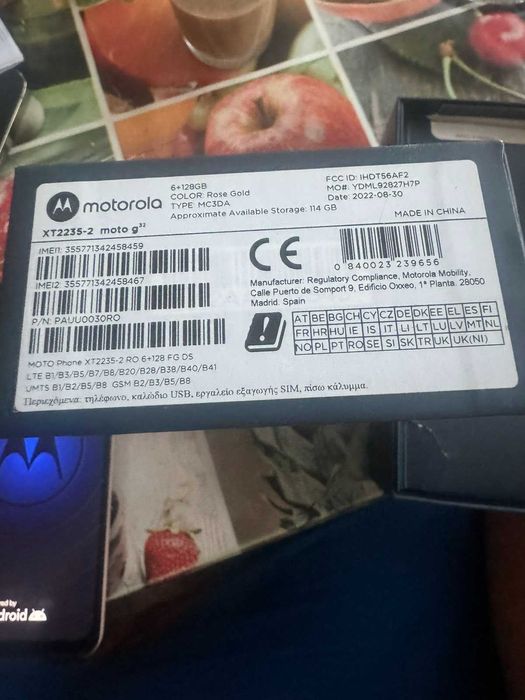 motorola
6+128GB
COLOR: Rose Gold
TYPE: MC3DA
Approximate Available Storage: 114 GB
FCC ID: IHDT56AF2
MO#: YDML92827H7P
Date: 2022-08-30
MADE IN CHINA
XT2235-2 moto g³²
IMEI1: 355771342458459
IMEI2: 355771342458467
P/N: PAUU0030RO
CE
0 840023 239656
Manufacturer: Regulatory Compliance, Motorola Mobility,
Calle Puerto de Somport 9, Edificio Oxxeo, 1ª Planta. 28050
Madrid. Spain
AT BE BG CH CY CZ DE DK EE EL ES FI
FR HR HU IE IS IT LI LT LU LV MT NL
NO PL PT RO SE SI SK TR UK UK(NI)
MOTO Phone XT2235-2 RO 6+128 FG DS
LTE B1/B3/B5/B7/B8/B20/B28/B38/B40/B41
UMTS B1/B2/B5/B8 GSM B2/B3/B5/B8
Περιεχόμενα: τηλέφωνο, καλώδιο USB, εργαλείο εξαγωγής SIM, πίσω κάλυμμα.
ed by
droid